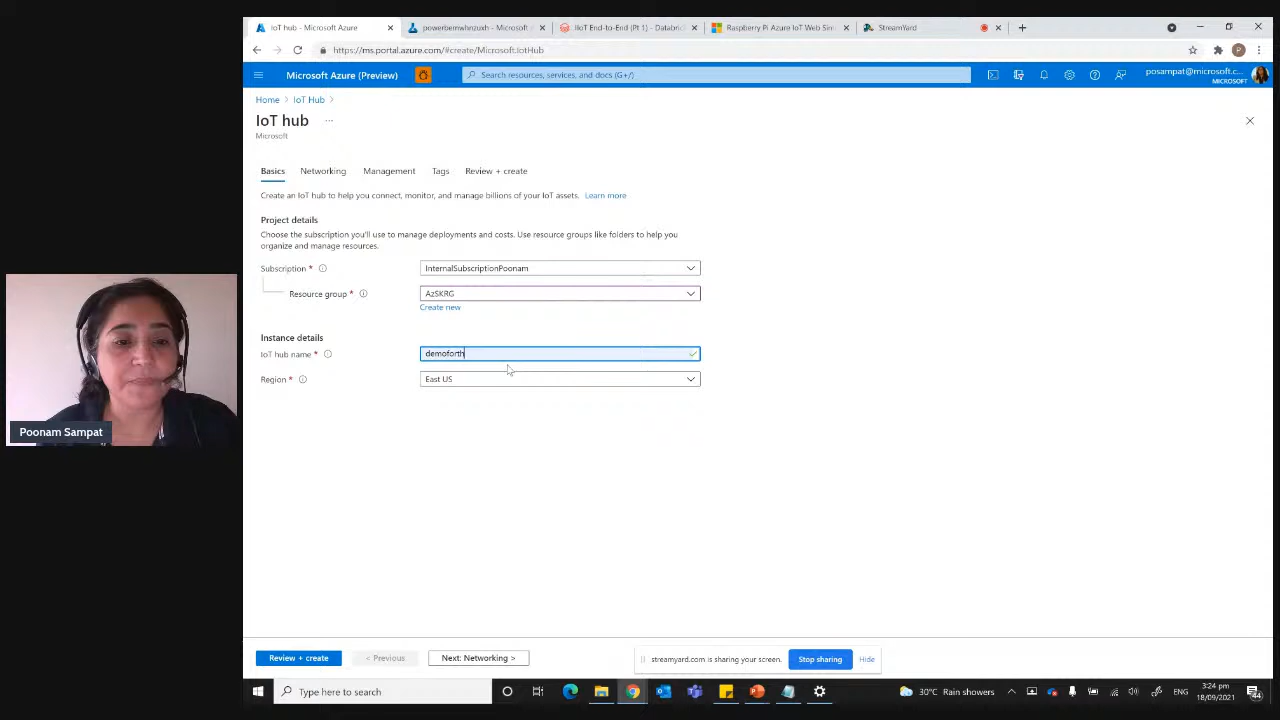 IoT hub - Microsoft Azure
powerbemwhnzuxh - Microsoft A
IIoT End-to-End (Pt 1) - Databric
Raspberry Pi Azure IoT Web Sim
StreamYard
https://ms.portal.azure.com/#create/Microsoft.IotHub
P
Microsoft Azure (Preview)
Search resources, services, and docs (G+/)
posampat@microsoft.c...
MICROSOFT
Home > IoT Hub >
IoT hub ...
Microsoft
Basics Networking Management Tags Review + create
Create an IoT hub to help you connect, monitor, and manage billions of your IoT assets. Learn more
Project details
Choose the subscription you'll use to manage deployments and costs. Use resource groups like folders to help you
organize and manage resources.
Subscription * InternalSubscriptionPoonam
Resource group * AzSKRG
Create new
Instance details
IoT hub name * demoforth
Region * East US
Poonam Sampat
Review + create < Previous Next: Networking >
streamyard.com is sharing your screen. Stop sharing Hide
Type here to search
30°C Rain showers
ENG
3:24 pm
18/09/2021
44